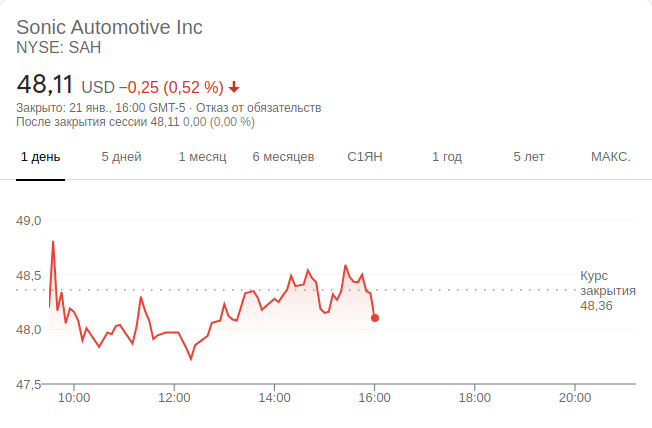 Sonic Automotive Inc
NYSE: SAH
48,11 USD −0,25 (0,52 %)
Закрыто: 21 янв., 16:00 GMT-5 · Отказ от обязательств
После закрытия сессии 48,11 0,00 (0,00 %)
1 день 5 дней 1 месяц 6 месяцев С1ЯН 1 год 5 лет МАКС.
49,0
48,5
Курс
закрытия
48,36
48,0
47,5
10:00 12:00 14:00 16:00 18:00 20:00